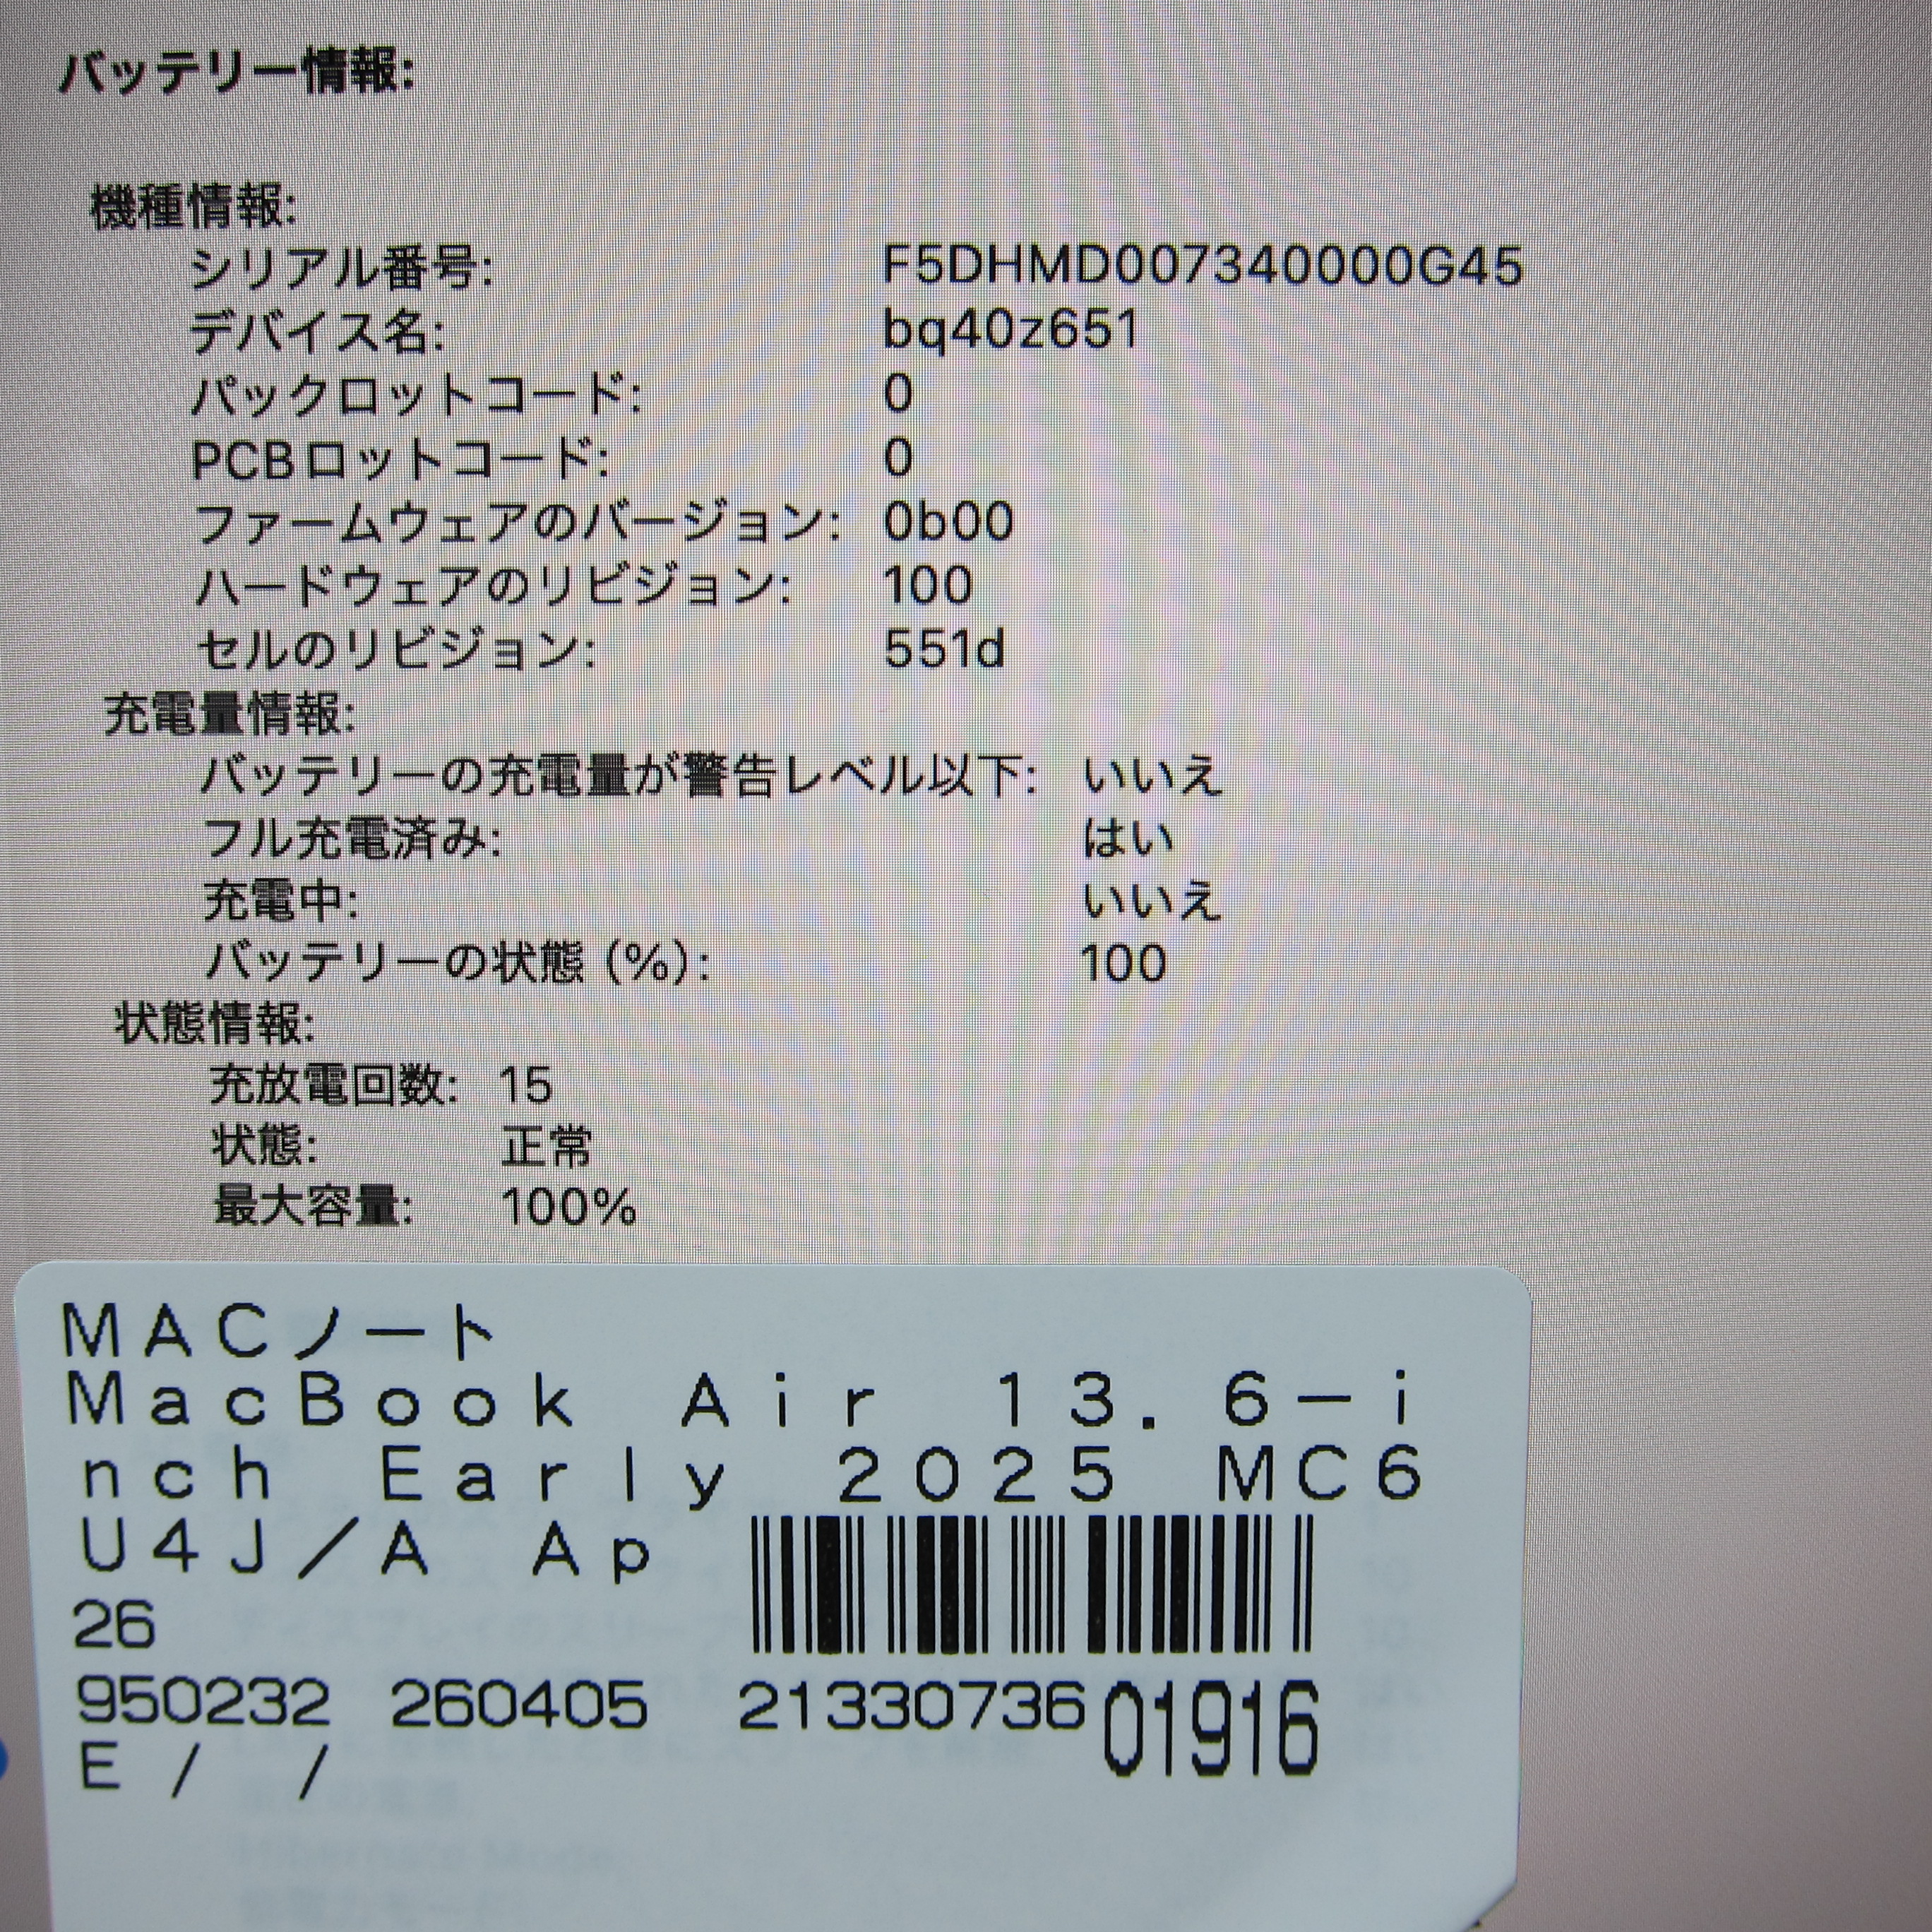 バッテリー情報:
機種情報:
シリアル番号: F5DHMD007340000G45
デバイス名: bq40z651
パックロットコード: 0
PCBロットコード: 0
ファームウェアのバージョン: 0b00
ハードウェアのリビジョン: 100
セルのリビジョン: 551d
充電量情報:
バッテリーの充電量が警告レベル以下: いいえ
フル充電済み: はい
充電中: いいえ
バッテリーの状態 (%): 100
状態情報:
充放電回数: 15
状態: 正常
最大容量: 100%
MACノート
MacBook Air 13.6-i
nch Early 2025 MC6
U4J/A Ap
26
950232 260405 21330736 01916
E / /